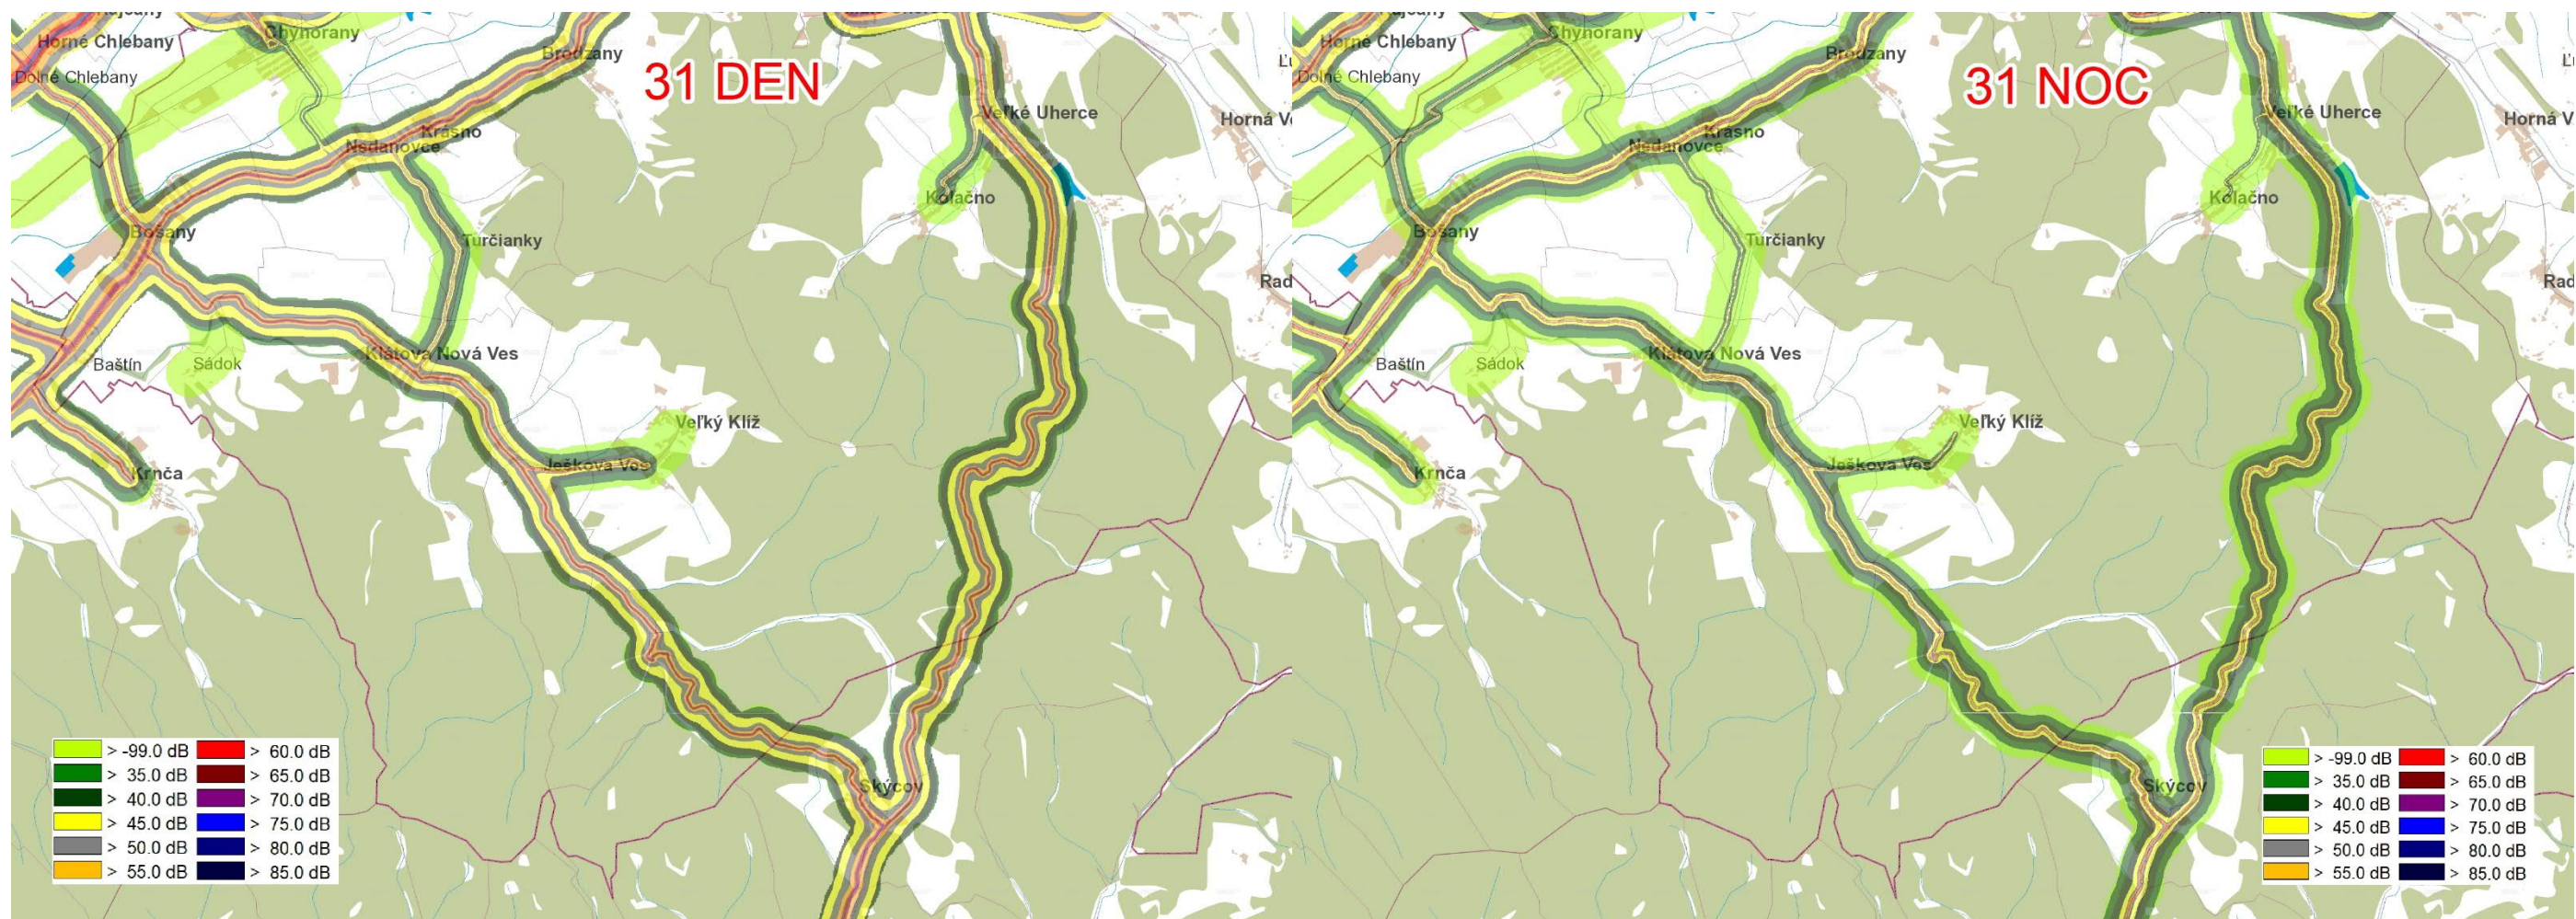 Horné Chlebany
Chynorany
Dolné Chlebany
Brodzany
31 DEN
Krásno
Nedanovce
Veľké Uherce
Kolačno
Bošany
Turčianky
Klátova Nová Ves
Baštín
Sádok
Veľký Klíž
Ješkova Ves
Krnča
Skýcov
> -99.0 dB > 60.0 dB
> 35.0 dB > 65.0 dB
> 40.0 dB > 70.0 dB
> 45.0 dB > 75.0 dB
> 50.0 dB > 80.0 dB
> 55.0 dB > 85.0 dB
Horná V
Rad
Horné Chlebany
Chynorany
Dolné Chlebany
Brodzany
31 NOC
Krásno
Nedanovce
Veľké Uherce
Horná V
Kolačno
Bošany
Turčianky
Rad
Klátova Nová Ves
Baštín
Sádok
Veľký Klíž
Ješkova Ves
Krnča
Skýcov
> -99.0 dB > 60.0 dB
> 35.0 dB > 65.0 dB
> 40.0 dB > 70.0 dB
> 45.0 dB > 75.0 dB
> 50.0 dB > 80.0 dB
> 55.0 dB > 85.0 dB